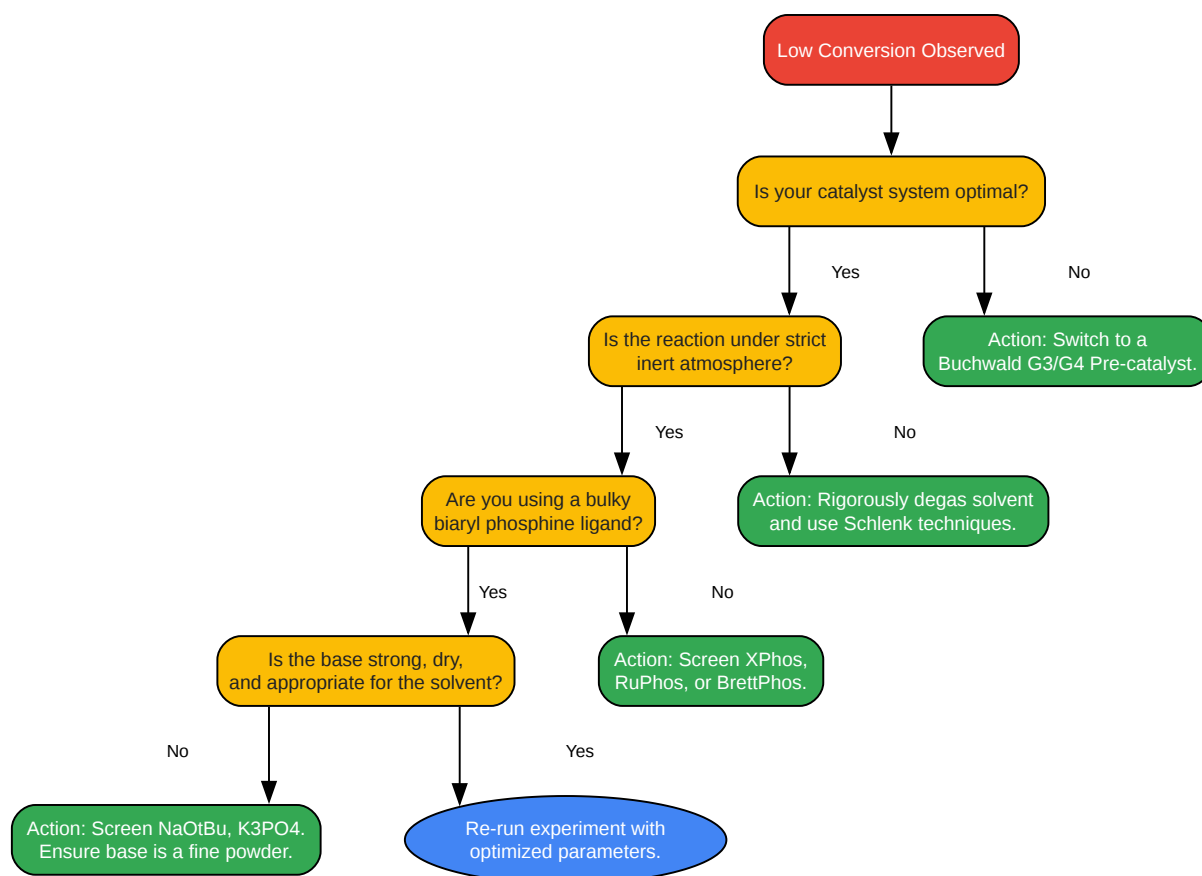 Low Conversion Observed
Is your catalyst system optimal?
Yes
No
Is the reaction under strict
inert atmosphere?
Action: Switch to a
Buchwald G3/G4 Pre-catalyst.
Yes
No
Are you using a bulky
biaryl phosphine ligand?
Action: Rigorously degas solvent
and use Schlenk techniques.
Yes
No
Is the base strong, dry,
and appropriate for the solvent?
Action: Screen XPhos,
RuPhos, or BrettPhos.
No
Yes
Action: Screen NaOtBu, K3PO4.
Ensure base is a fine powder.
Re-run experiment with
optimized parameters.